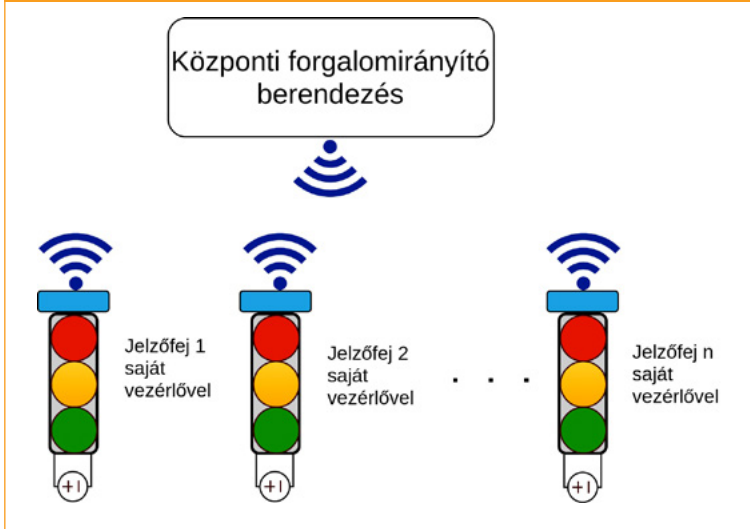 Központi forgalomirányító
berendezés
Jelzőfej 1
saját
vezérlővel
Jelzőfej 2
saját
vezérlővel
. . .
Jelzőfej n
saját
vezérlővel
+ I
+ I
+ I